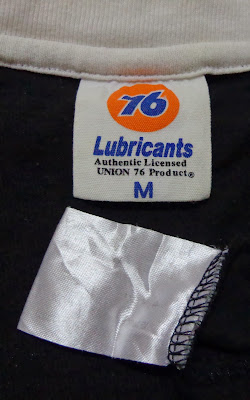 76
Lubricants
Authentic Licensed
UNION 76 Product®
M